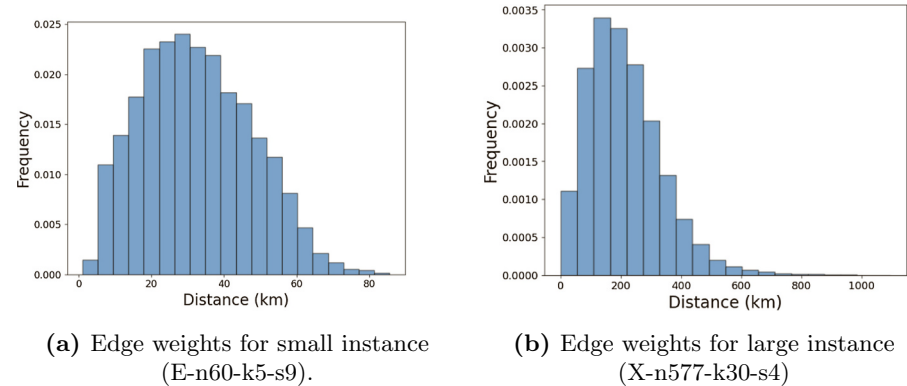 0.025
0.020
0.015
0.010
0.005
0.000
Frequency
0 20 40 60 80
Distance (km)
(a) Edge weights for small instance
(E-n60-k5-s9).
0.0035
0.0030
0.0025
0.0020
0.0015
0.0010
0.0005
0.0000
Frequency
0 200 400 600 800 1000
Distance (km)
(b) Edge weights for large instance
(X-n577-k30-s4)